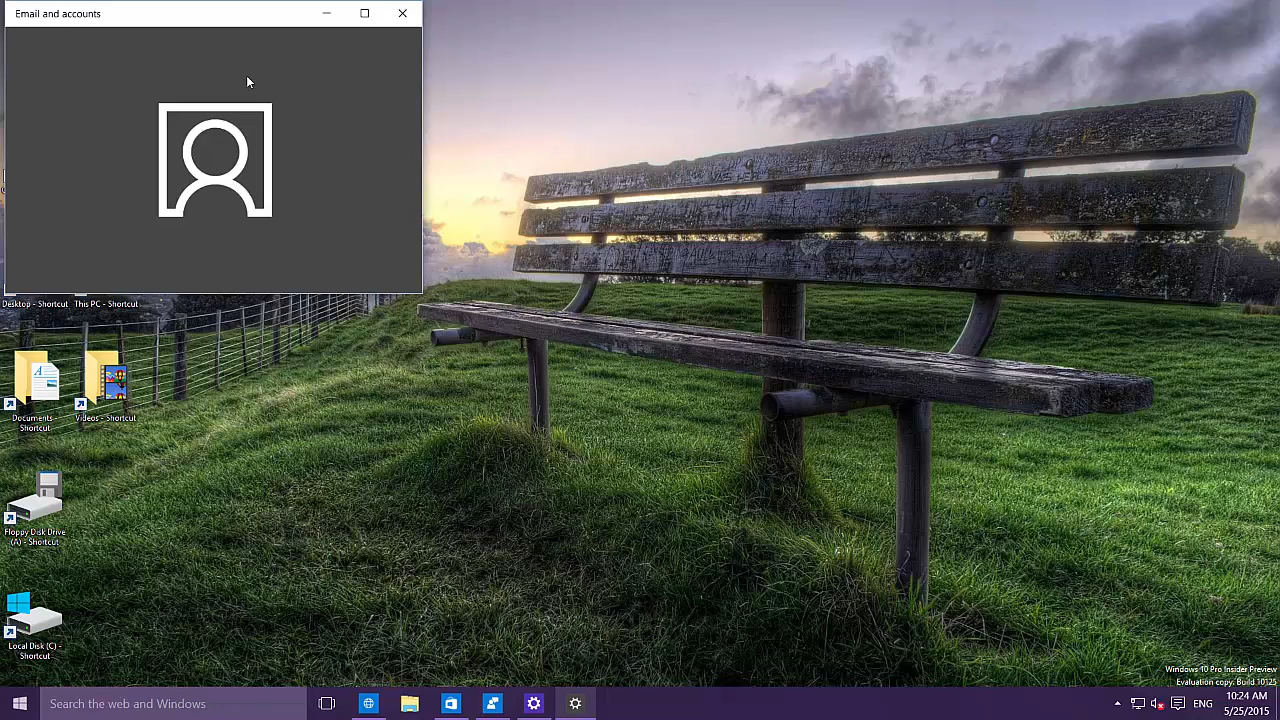 Email and accounts
Desktop - Shortcut
This PC - Shortcut
Documents - Shortcut
Videos - Shortcut
Floppy Disk Drive (A) - Shortcut
Local Disk (C) - Shortcut
Windows 10 Pro Insider Preview
Evaluation copy. Build 10125
Search the web and Windows
ENG
10:24 AM
5/25/2015